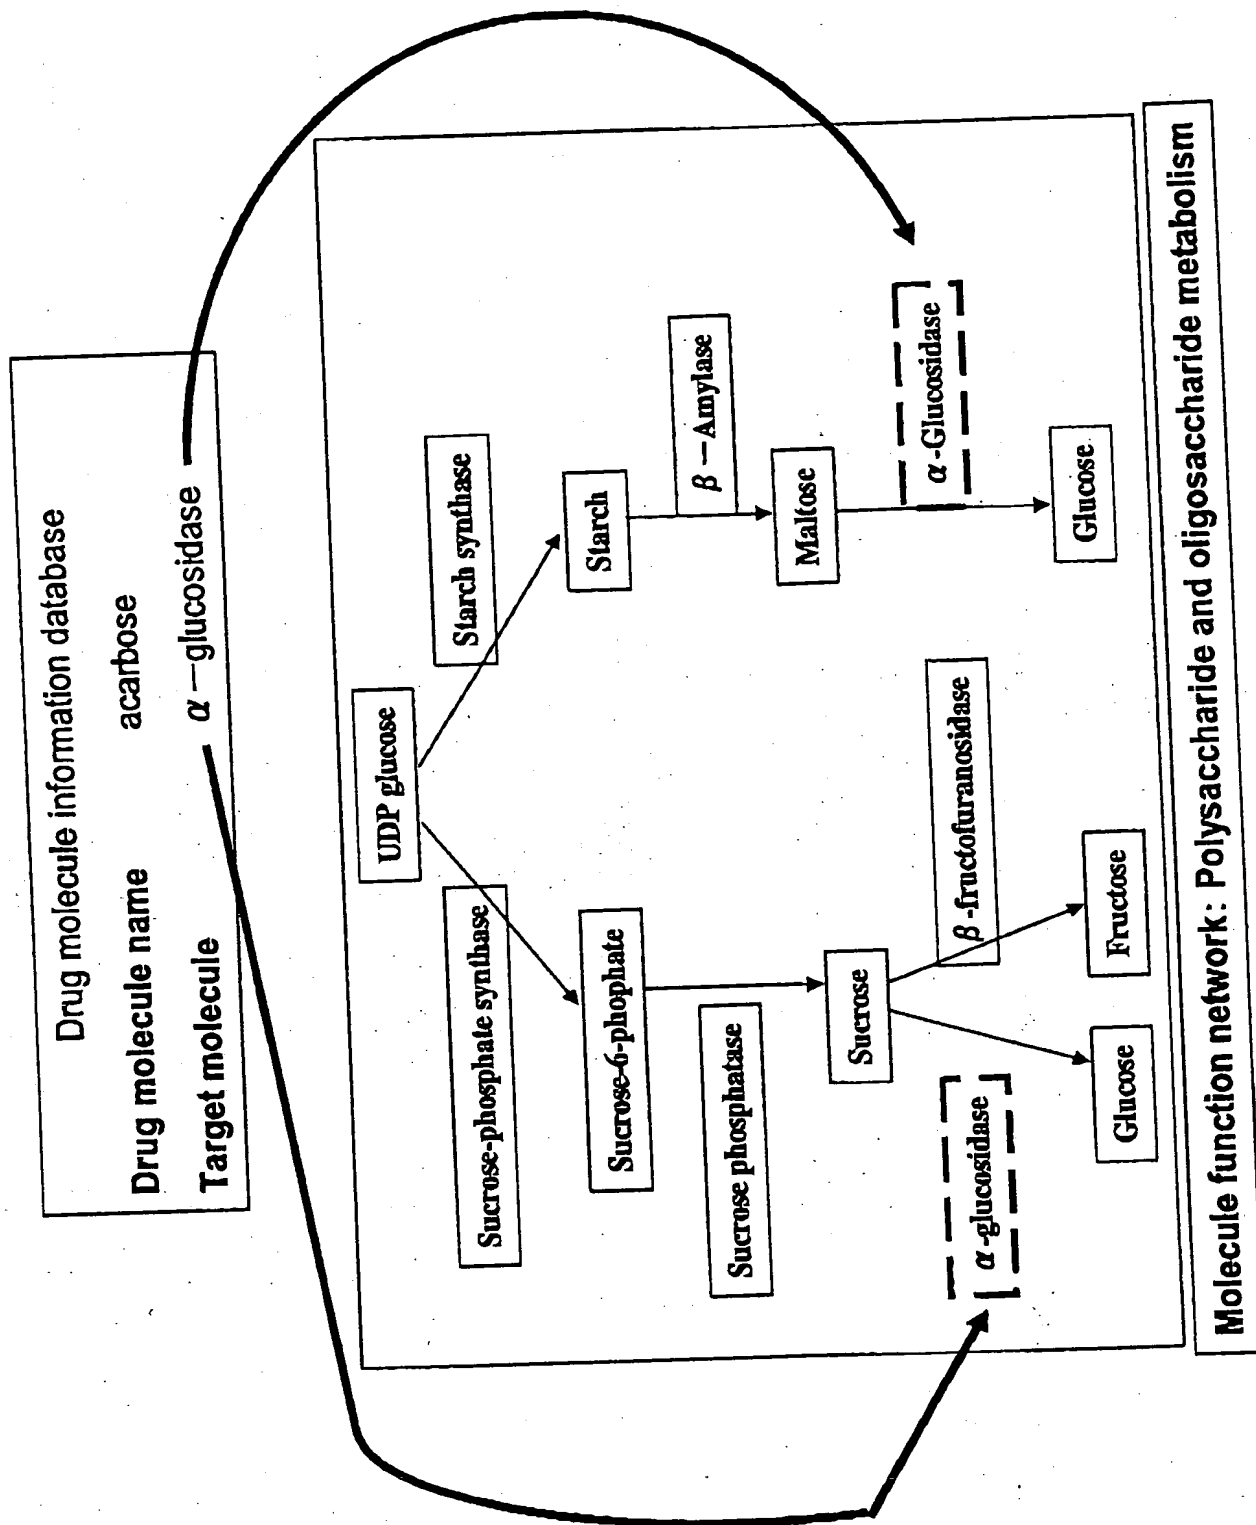 Drug molecule information database
Drug molecule name acarbose
Target molecule α—glucosidase
UDP glucose
Sucrose-phosphate synthase
Starch synthase
Sucrose-6-phophate
Starch
Sucrose phosphatase
β—Amylase
Sucrose
Maltose
α-glucosidase
β-fructofuranosidase
α-Glucosidase
Glucose
Fructose
Glucose
Molecule function network: Polysaccharide and oligosaccharide metabolism